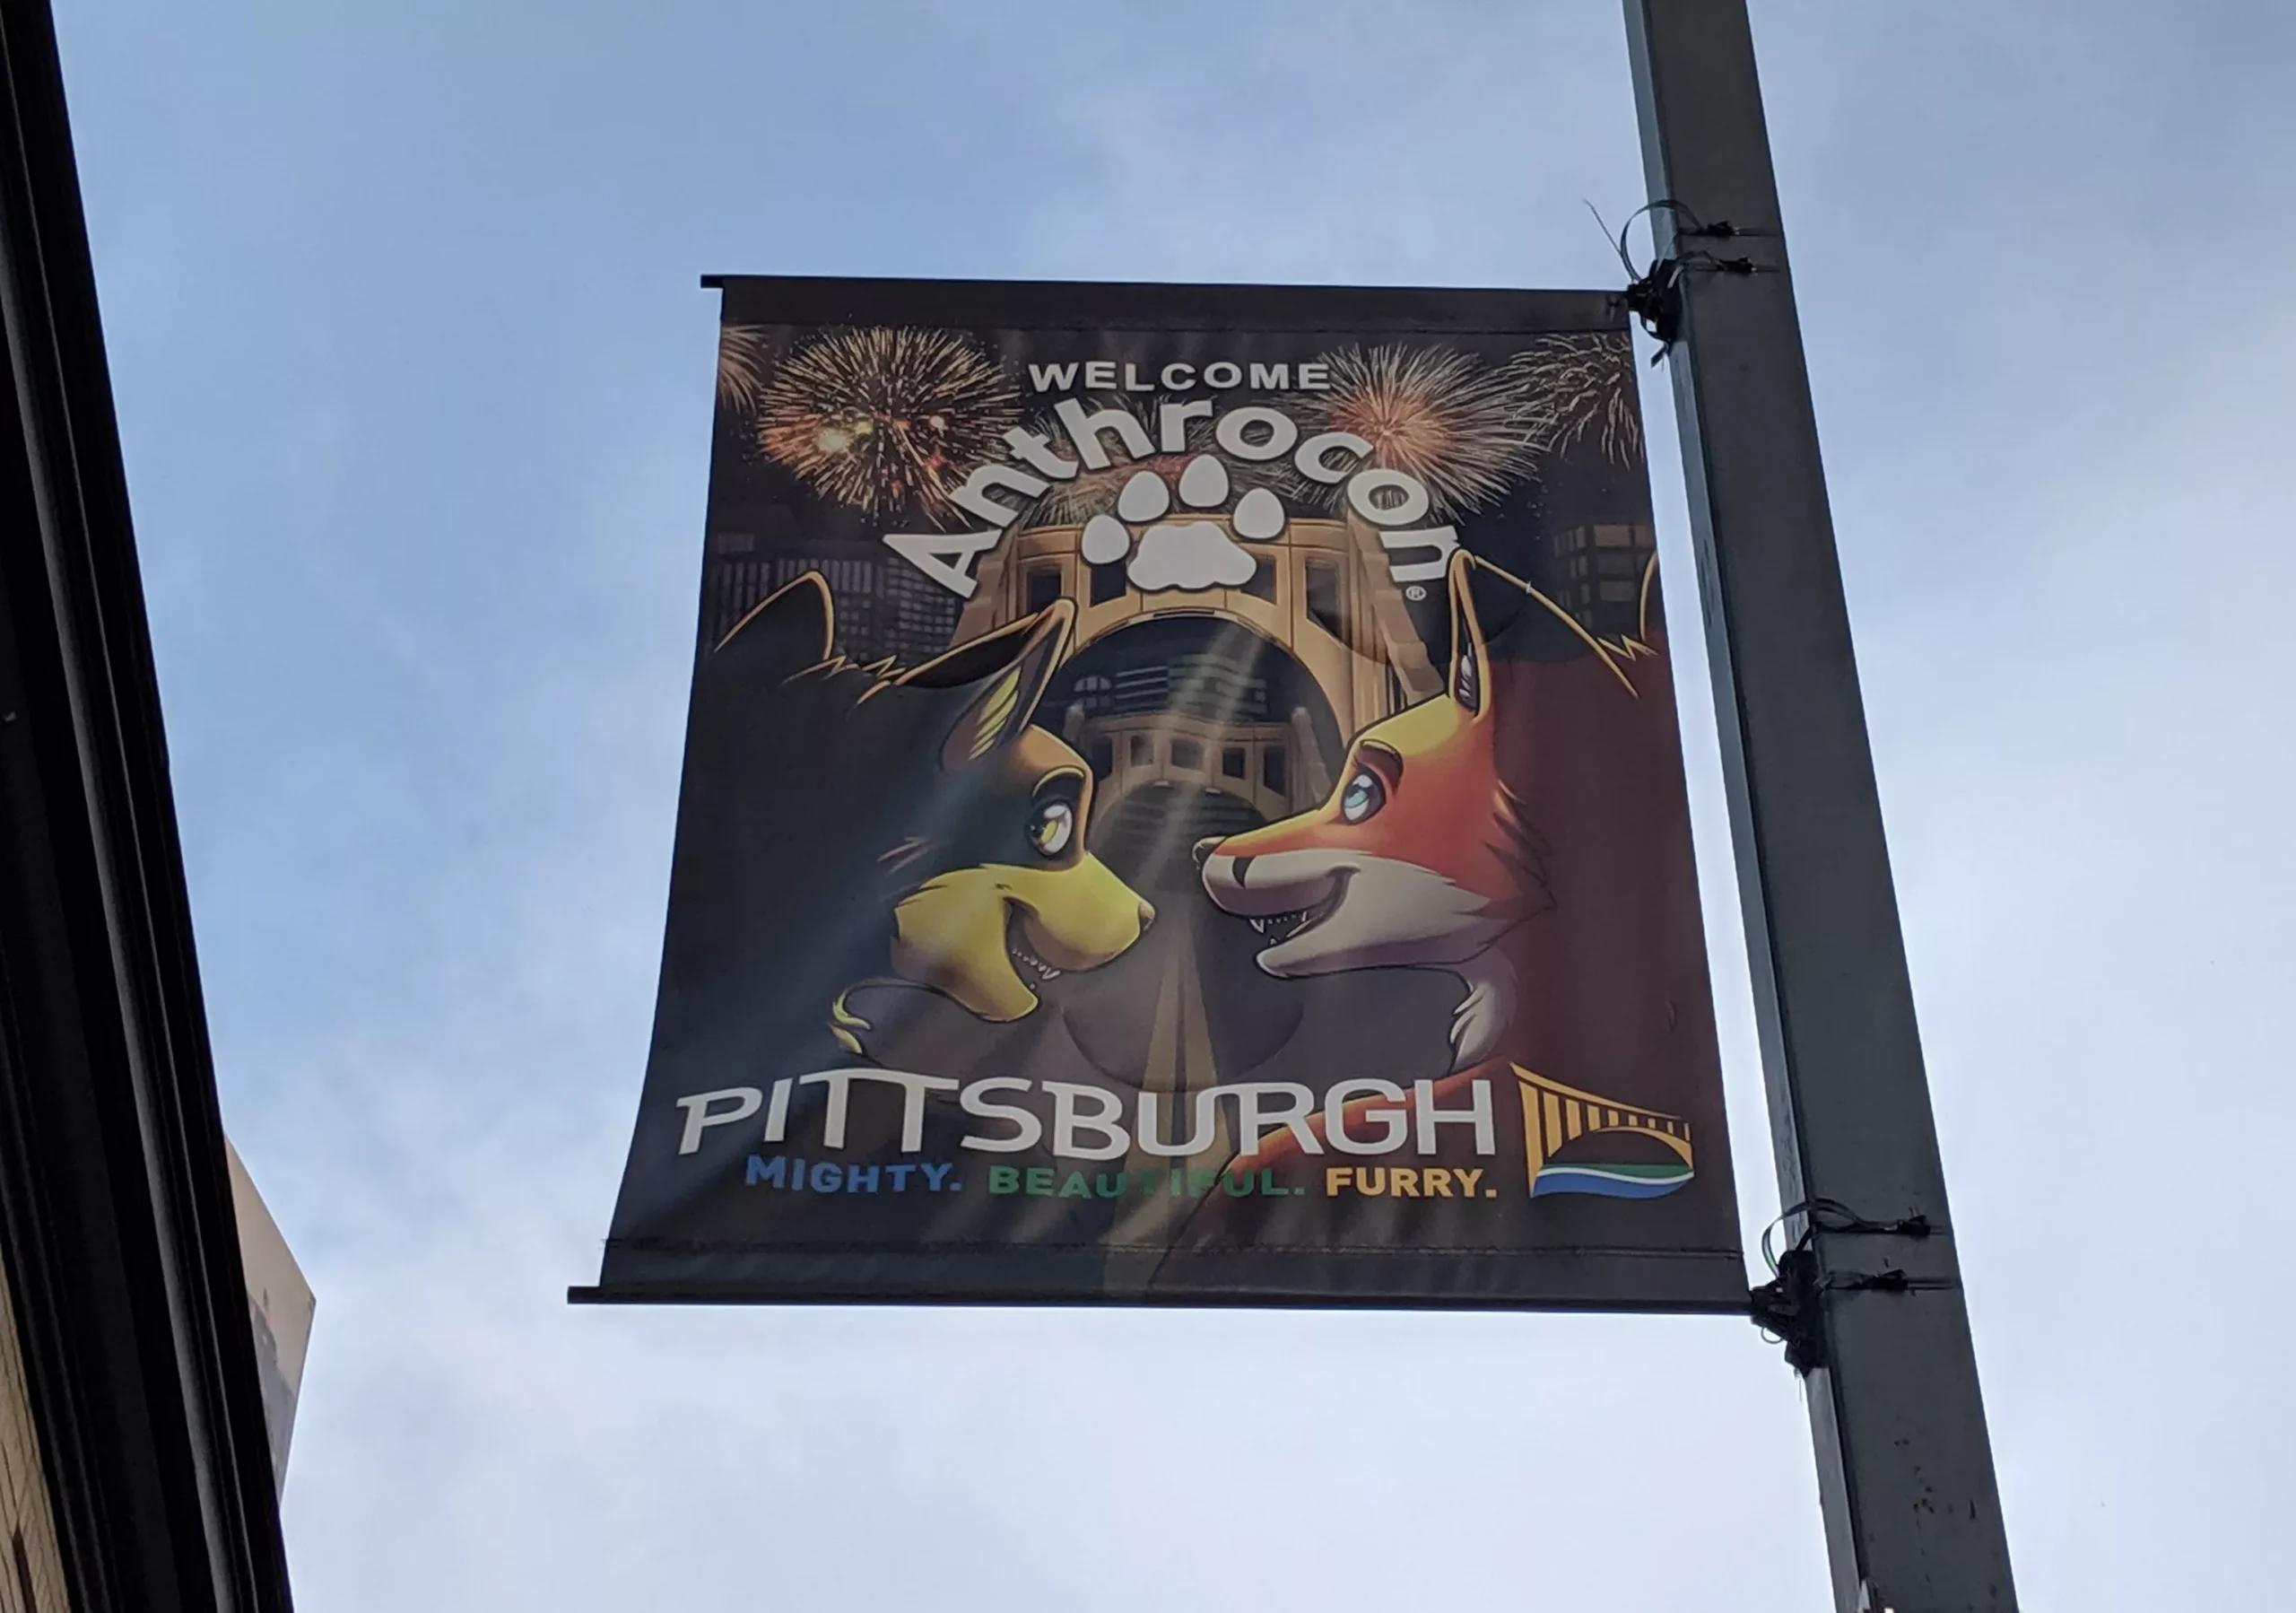 WELCOME
Anthrocon®
PITTSBURGH
MIGHTY. BEAUTIFUL. FURRY.